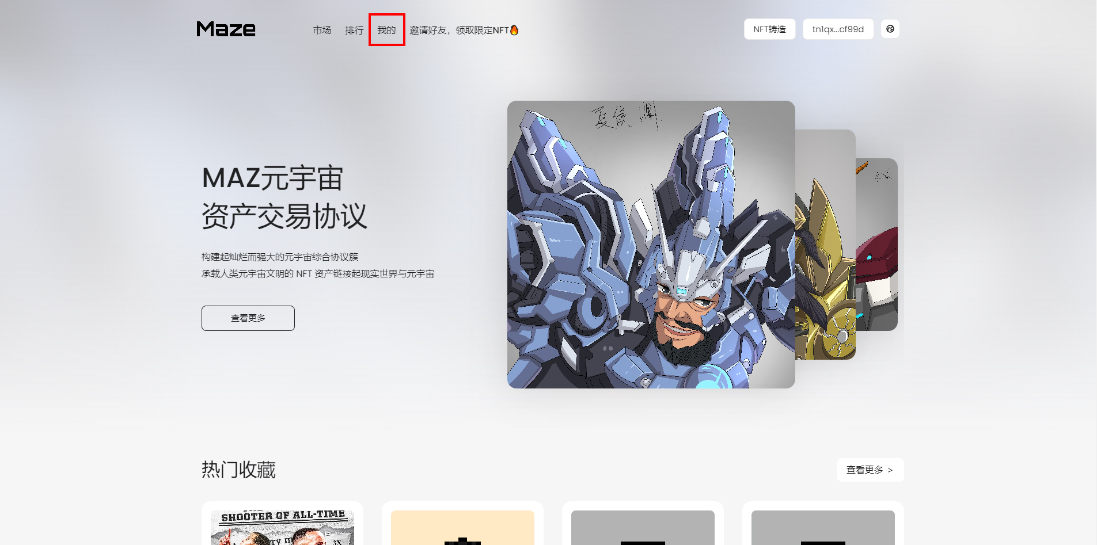 Maze
市场 排行 我的 邀请好友，领取限定NFT🔥
NFT铸造 tn1qx...cf99d
夏侯
MAZ元宇宙
资产交易协议
构建起灿烂而强大的元宇宙综合协议簇
承载人类元宇宙文明的 NFT 资产链接起现实世界与元宇宙
查看更多
热门收藏
查看更多 >
SHOOTER OF ALL-TIME